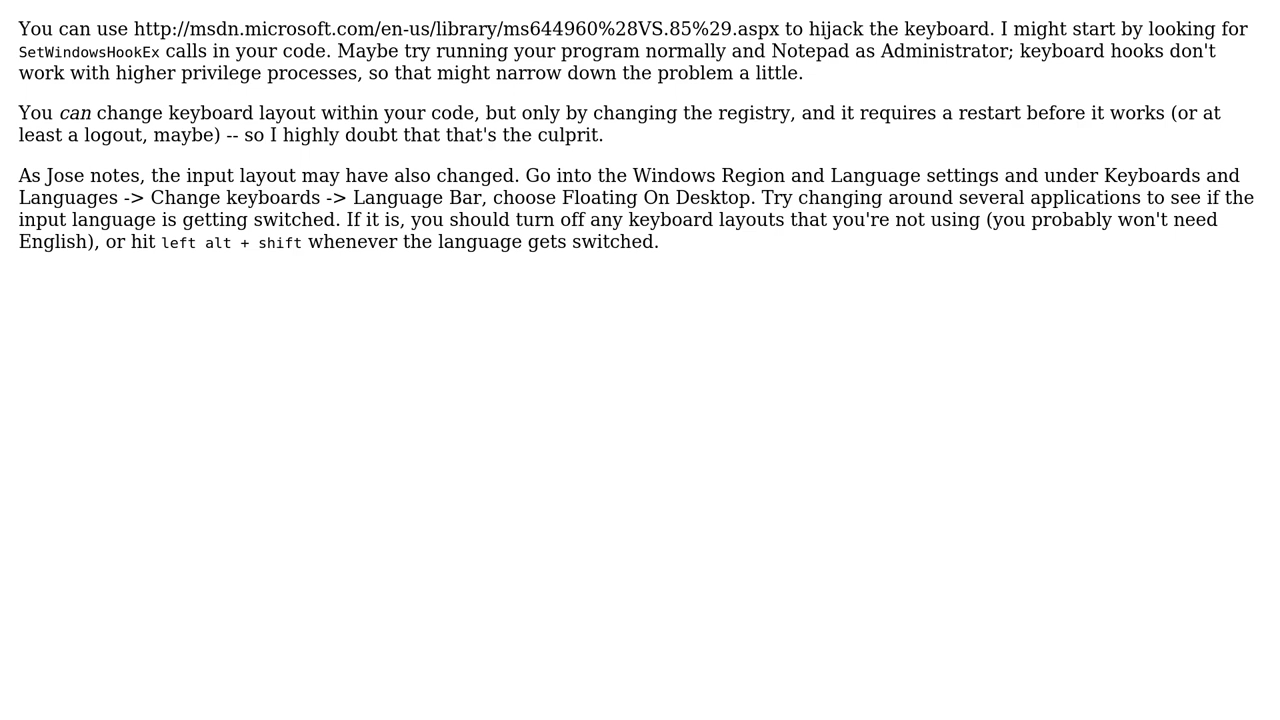 You can use http://msdn.microsoft.com/en-us/library/ms644960%28VS.85%29.aspx to hijack the keyboard. I might start by looking for
SetWindowsHookEx calls in your code. Maybe try running your program normally and Notepad as Administrator; keyboard hooks don't
work with higher privilege processes, so that might narrow down the problem a little.
You can change keyboard layout within your code, but only by changing the registry, and it requires a restart before it works (or at
least a logout, maybe) -- so I highly doubt that that's the culprit.
As Jose notes, the input layout may have also changed. Go into the Windows Region and Language settings and under Keyboards and
Languages -> Change keyboards -> Language Bar, choose Floating On Desktop. Try changing around several applications to see if the
input language is getting switched. If it is, you should turn off any keyboard layouts that you're not using (you probably won't need
English), or hit left alt + shift whenever the language gets switched.